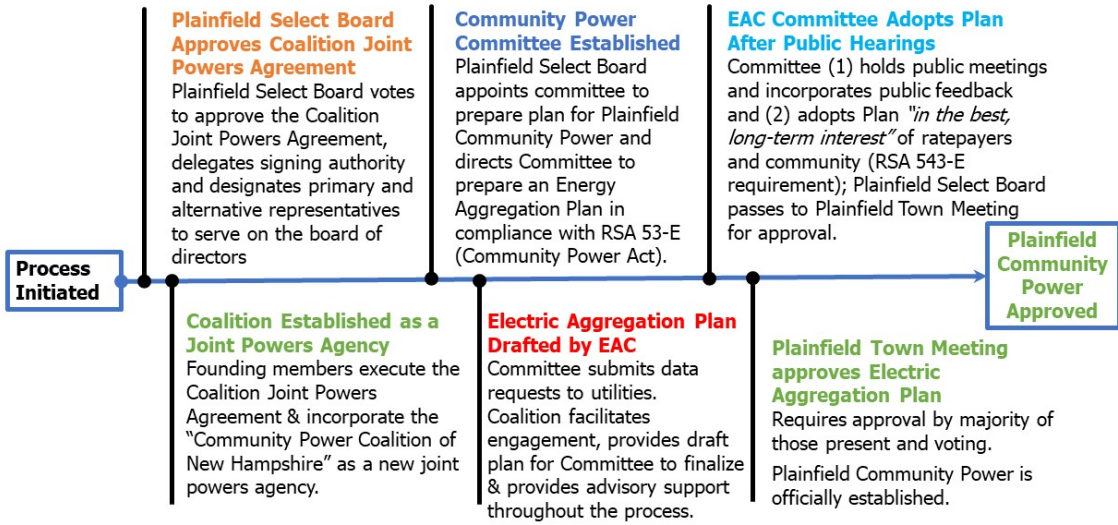 Process
Initiated
Plainfield Select Board
Approves Coalition Joint
Powers Agreement
Plainfield Select Board votes
to approve the Coalition
Joint Powers Agreement,
delegates signing authority
and designates primary and
alternative representatives
to serve on the board of
directors
Coalition Established as a
Joint Powers Agency
Founding members execute the
Coalition Joint Powers
Agreement & incorporate the
“Community Power Coalition of
New Hampshire” as a new joint
powers agency.
Community Power
Committee Established
Plainfield Select Board
appoints committee to
prepare plan for Plainfield
Community Power and
directs Committee to
prepare an Energy
Aggregation Plan in
compliance with RSA 53-E
(Community Power Act).
Electric Aggregation Plan
Drafted by EAC
Committee submits data
requests to utilities.
Coalition facilitates
engagement, provides draft
plan for Committee to finalize
& provides advisory support
throughout the process.
EAC Committee Adopts Plan
After Public Hearings
Committee (1) holds public meetings
and incorporates public feedback
and (2) adopts Plan “in the best,
long-term interest” of ratepayers
and community (RSA 543-E
requirement); Plainfield Select Board
passes to Plainfield Town Meeting
for approval.
Plainfield Town Meeting
approves Electric
Aggregation Plan
Requires approval by majority of
those present and voting.
Plainfield Community Power is
officially established.
Plainfield
Community
Power
Approved